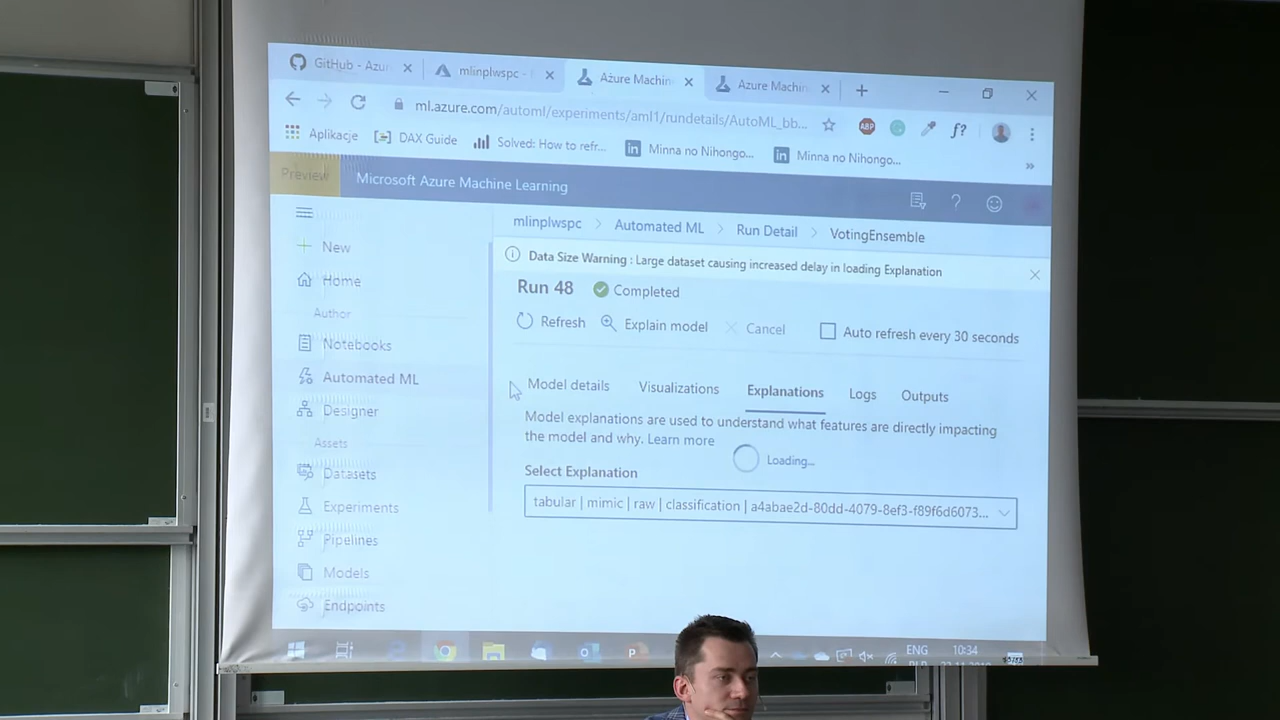 GitHub - Azur
mlinplwspc -
Azure Machin
Azure Machin
ml.azure.com/automl/experiments/aml1/rundetails/AutoML_bb...
ABP
f?
Aplikacje
DAX Guide
Solved: How to refr...
in Minna no Nihongo...
in Minna no Nihongo...
»
Preview
Microsoft Azure Machine Learning
?
mlinplwspc > Automated ML > Run Detail > VotingEnsemble
Data Size Warning : Large dataset causing increased delay in loading Explanation
Run 48 Completed
Refresh Explain model Cancel Auto refresh every 30 seconds
Model details Visualizations Explanations Logs Outputs
Model explanations are used to understand what features are directly impacting
the model and why. Learn more
Loading...
Select Explanation
tabular | mimic | raw | classification | a4abae2d-80dd-4079-8ef3-f89f6d6073...
New
Home
Author
Notebooks
Automated ML
Designer
Assets
Datasets
Experiments
Pipelines
Models
Endpoints
ENG
10:34